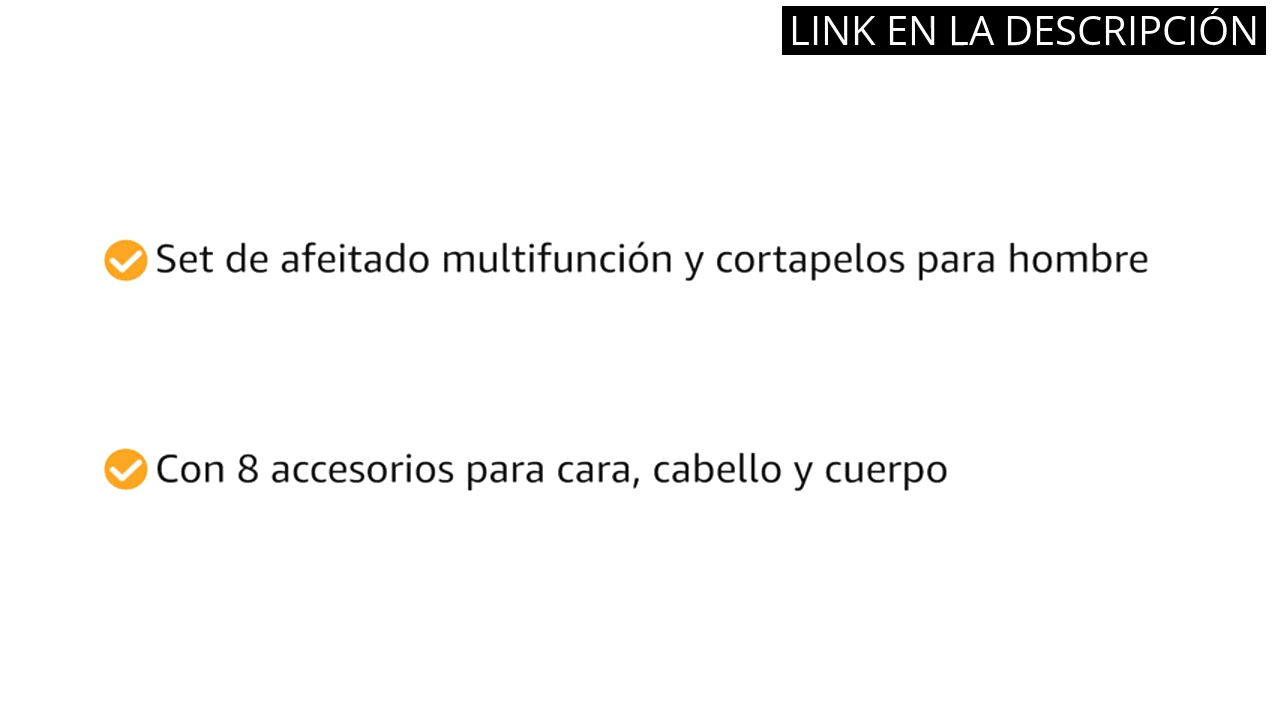 LINK EN LA DESCRIPCIÓN
Set de afeitado multifunción y cortapelos para hombre
Con 8 accesorios para cara, cabello y cuerpo